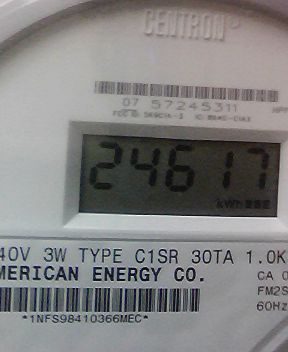 CENTRON
07 57245311
24617
kWh
40V 3W TYPE C1SR 30TA 1.0K
MERICAN ENERGY CO.
CA 0
FM2S
60Hz
*1NFS98410366MEC*